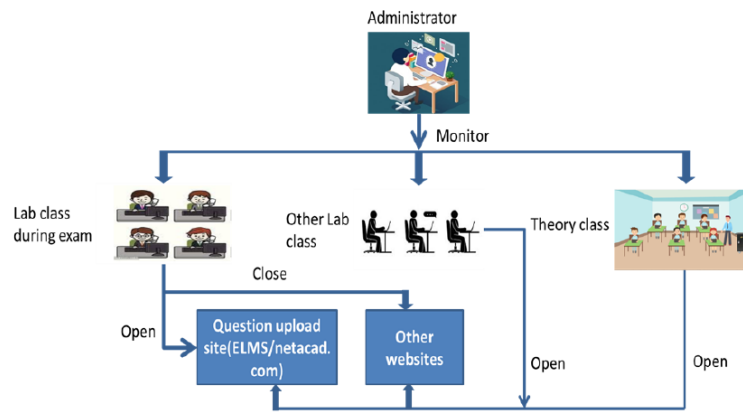 Administrator
Monitor
Lab class
during exam
Other Lab
class
Theory class
Close
Open
Question upload
site(ELMS/netacad.
com)
Other
websites
Open
Open